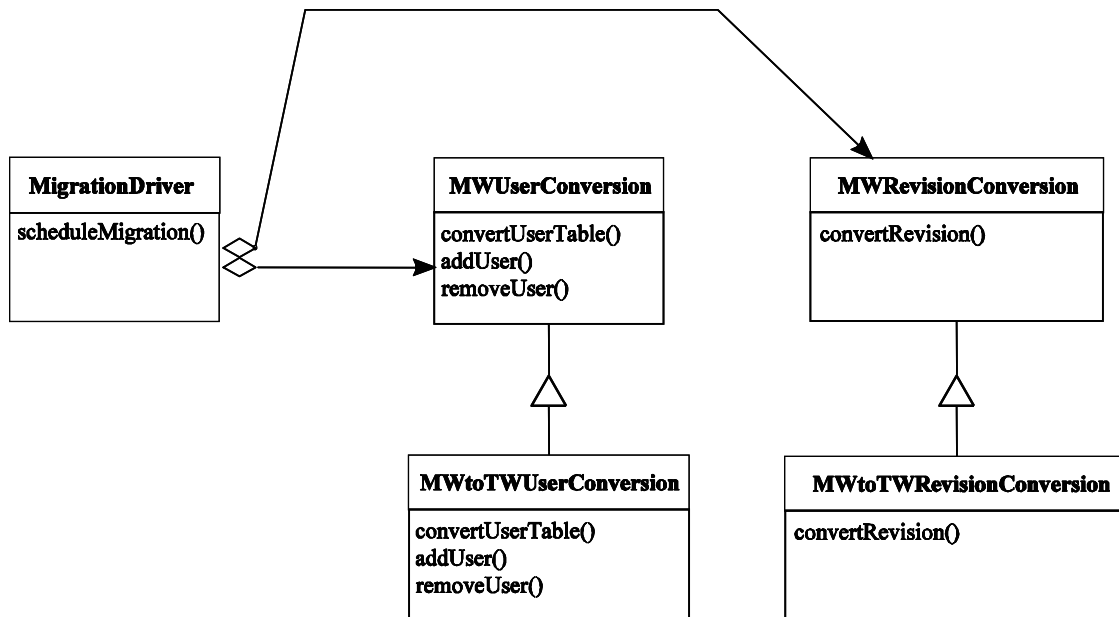 MigrationDriver
scheduleMigration()
MWUserConversion
convertUserTable()
addUser()
removeUser()
MWRevisionConversion
convertRevision()
MWtoTWUserConversion
convertUserTable()
addUser()
removeUser()
MWtoTWRevisionConversion
convertRevision()